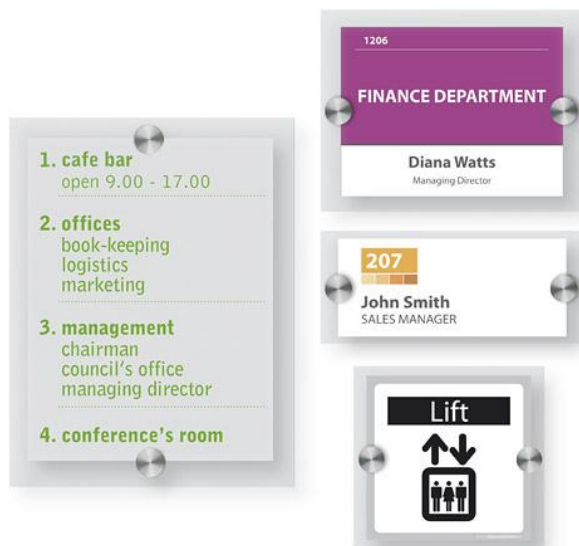 1. cafe bar
open 9.00 - 17.00
2. offices
book-keeping
logistics
marketing
3. management
chairman
council's office
managing director
4. conference's room
1206
FINANCE DEPARTMENT
Diana Watts
Managing Director
207
John Smith
SALES MANAGER
Lift